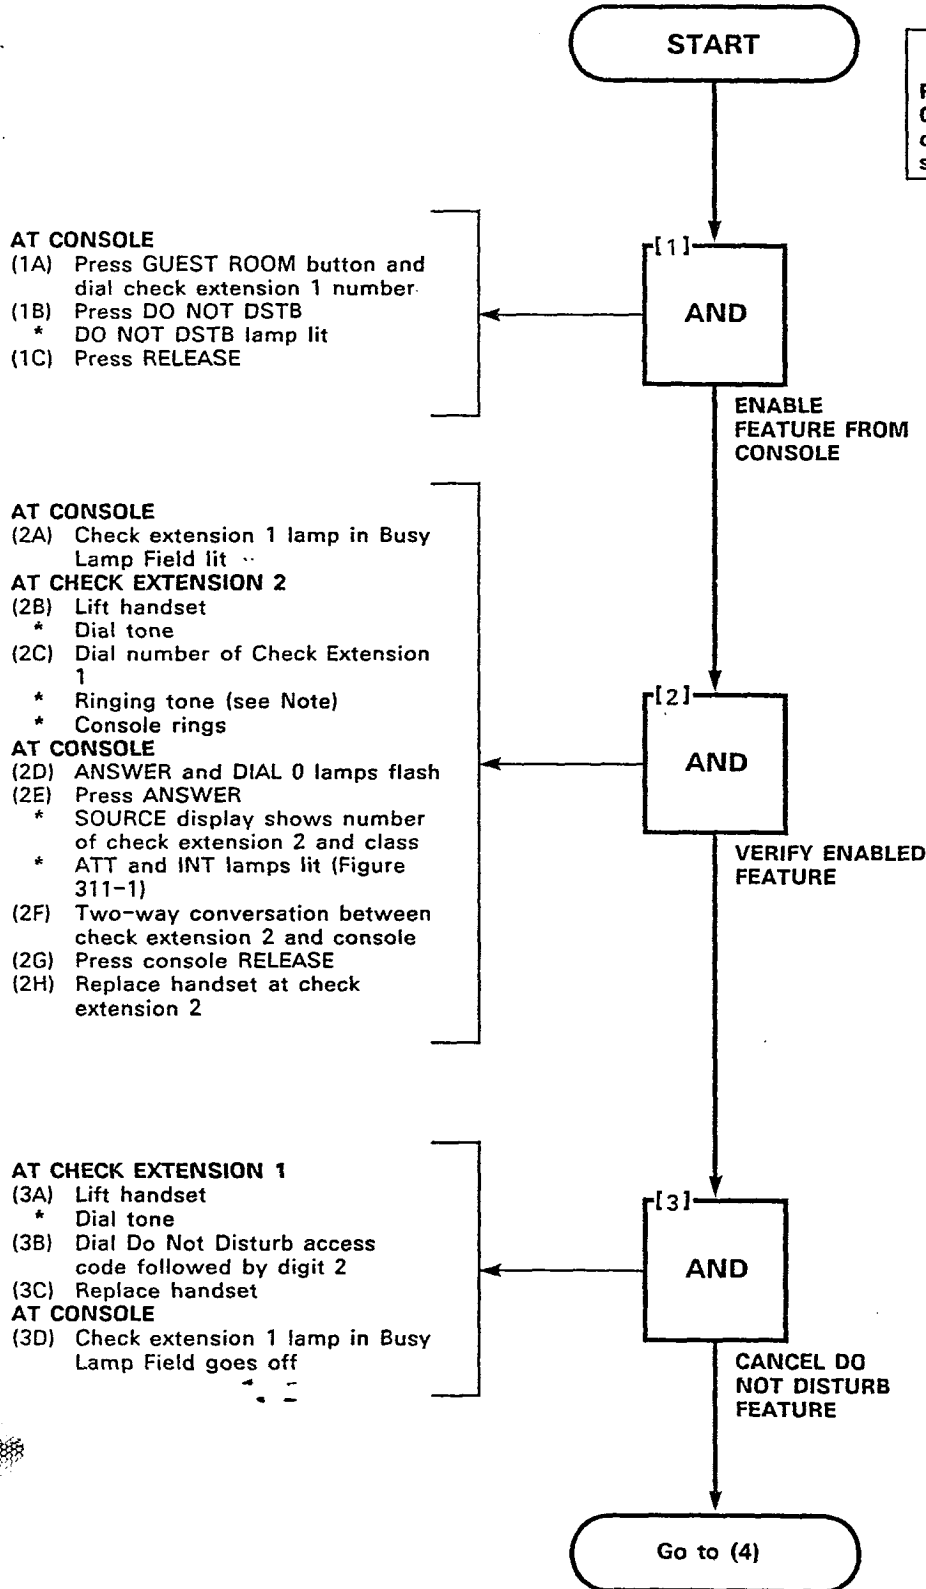 START
[1]
AND
AT CONSOLE
(1A) Press GUEST ROOM button and
dial check extension 1 number
(1B) Press DO NOT DSTB
* DO NOT DSTB lamp lit
(1C) Press RELEASE
ENABLE
FEATURE FROM
CONSOLE
AT CONSOLE
(2A) Check extension 1 lamp in Busy
Lamp Field lit
AT CHECK EXTENSION 2
(2B) Lift handset
* Dial tone
(2C) Dial number of Check Extension
1
* Ringing tone (see Note)
* Console rings
AT CONSOLE
(2D) ANSWER and DIAL 0 lamps flash
(2E) Press ANSWER
* SOURCE display shows number
of check extension 2 and class
* ATT and INT lamps lit (Figure
311-1)
(2F) Two-way conversation between
check extension 2 and console
(2G) Press console RELEASE
(2H) Replace handset at check
extension 2
[2]
AND
VERIFY ENABLED
FEATURE
AT CHECK EXTENSION 1
(3A) Lift handset
* Dial tone
(3B) Dial Do Not Disturb access
code followed by digit 2
(3C) Replace handset
AT CONSOLE
(3D) Check extension 1 lamp in Busy
Lamp Field goes off
[3]
AND
CANCEL DO
NOT DISTURB
FEATURE
Go to (4)